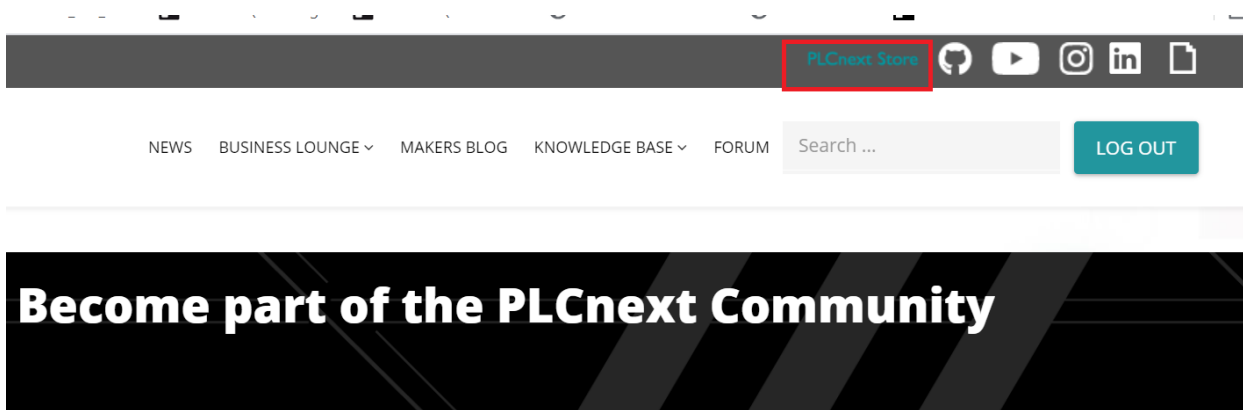 PLCnext Store
NEWS BUSINESS LOUNGE MAKERS BLOG KNOWLEDGE BASE FORUM Search ... LOG OUT
Become part of the PLCnext Community